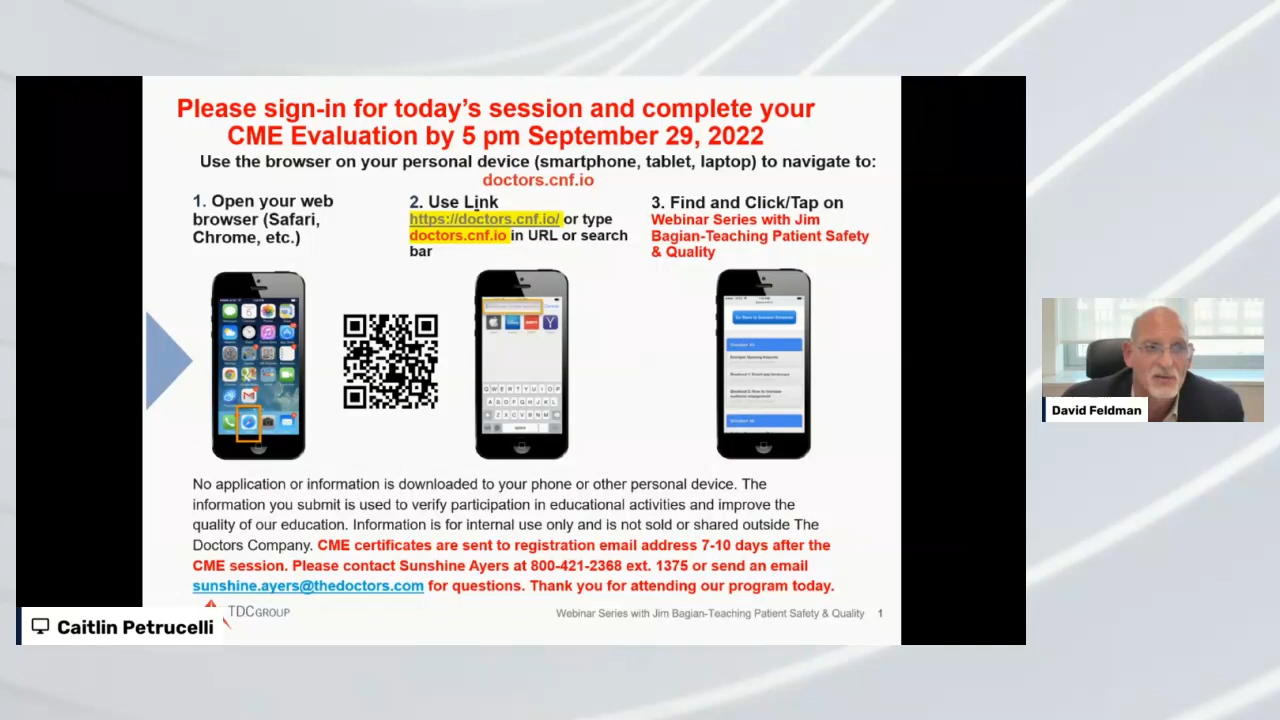 Please sign-in for today's session and complete your
CME Evaluation by 5 pm September 29, 2022
Use the browser on your personal device (smartphone, tablet, laptop) to navigate to:
doctors.cnf.io
1. Open your web
browser (Safari,
Chrome, etc.)
2. Use Link
https://doctors.cnf.io/ or type
doctors.cnf.io in URL or search
bar
3. Find and Click/Tap on
Webinar Series with Jim
Bagian-Teaching Patient Safety
& Quality
No application or information is downloaded to your phone or other personal device. The
information you submit is used to verify participation in educational activities and improve the
quality of our education. Information is for internal use only and is not sold or shared outside The
Doctors Company. CME certificates are sent to registration email address 7-10 days after the
CME session. Please contact Sunshine Ayers at 800-421-2368 ext. 1375 or send an email
sunshine.ayers@thedoctors.com for questions. Thank you for attending our program today.
TDCGROUP
Webinar Series with Jim Bagian-Teaching Patient Safety & Quality 1
Caitlin Petrucelli
David Feldman